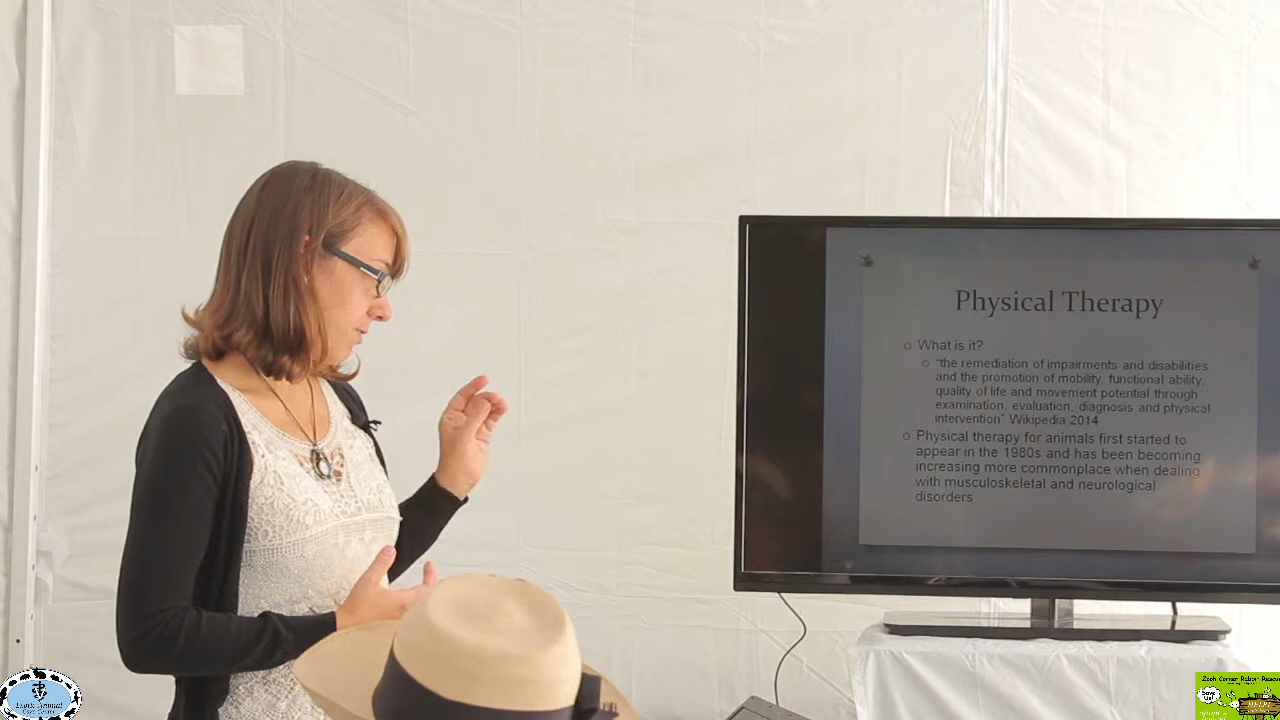 Physical Therapy
What is it?
"the remediation of impairments and disabilities
and the promotion of mobility, functional ability,
quality of life and movement potential through
examination, evaluation, diagnosis and physical
intervention" Wikipedia 2014
Physical therapy for animals first started to
appear in the 1980s and has been becoming
increasing more commonplace when dealing
with musculoskeletal and neurological
disorders